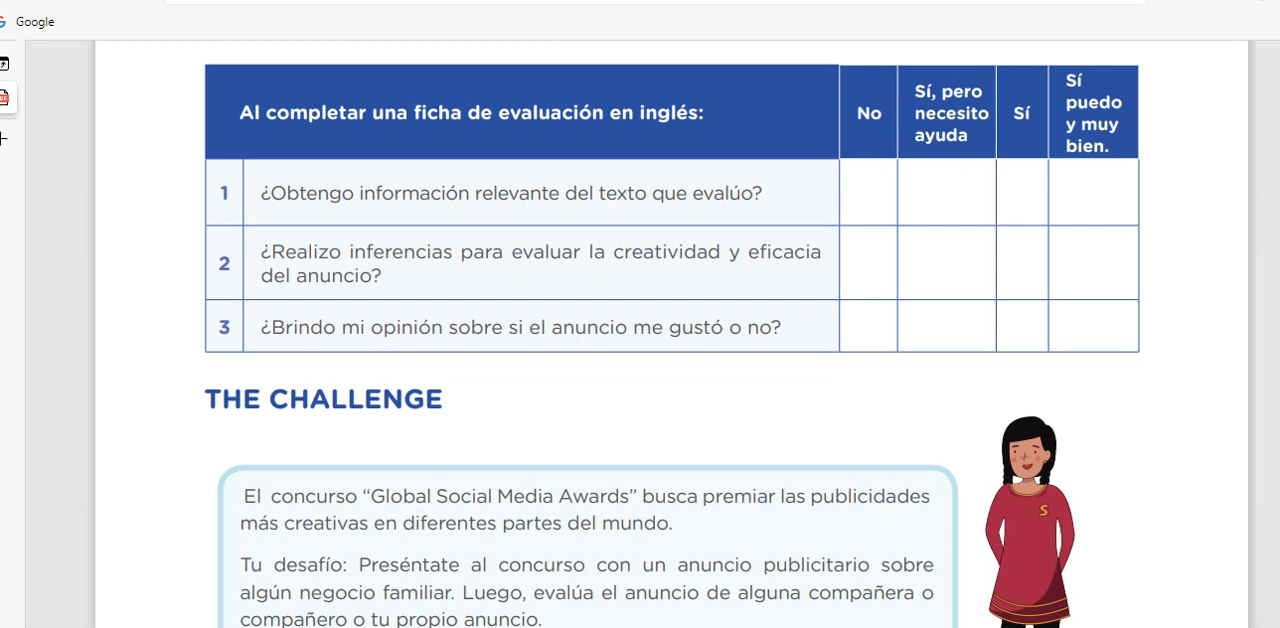 Google
Al completar una ficha de evaluación en inglés:
No
Sí, pero
necesito
ayuda
Sí
Sí
puedo
y muy
bien.
1
¿Obtengo información relevante del texto que evalúo?
2
¿Realizo inferencias para evaluar la creatividad y eficacia
del anuncio?
3
¿Brindo mi opinión sobre si el anuncio me gustó o no?
THE CHALLENGE
El concurso “Global Social Media Awards” busca premiar las publicidades
más creativas en diferentes partes del mundo.
Tu desafío: Preséntate al concurso con un anuncio publicitario sobre
algún negocio familiar. Luego, evalúa el anuncio de alguna compañera o
compañero o tu propio anuncio.
S